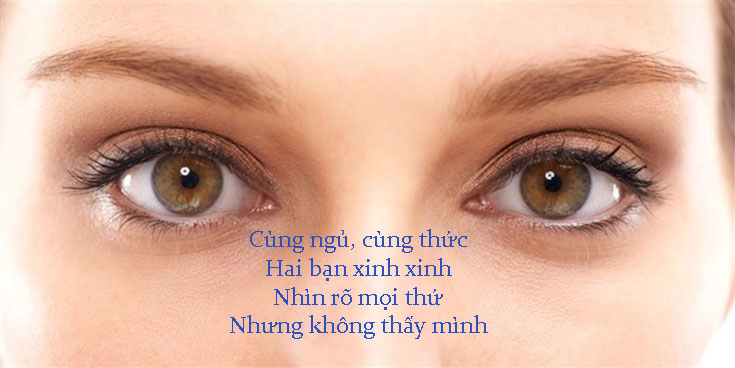 Cùng ngủ, cùng thức
Hai bạn xinh xinh
Nhìn rõ mọi thứ
Nhưng không thấy mình